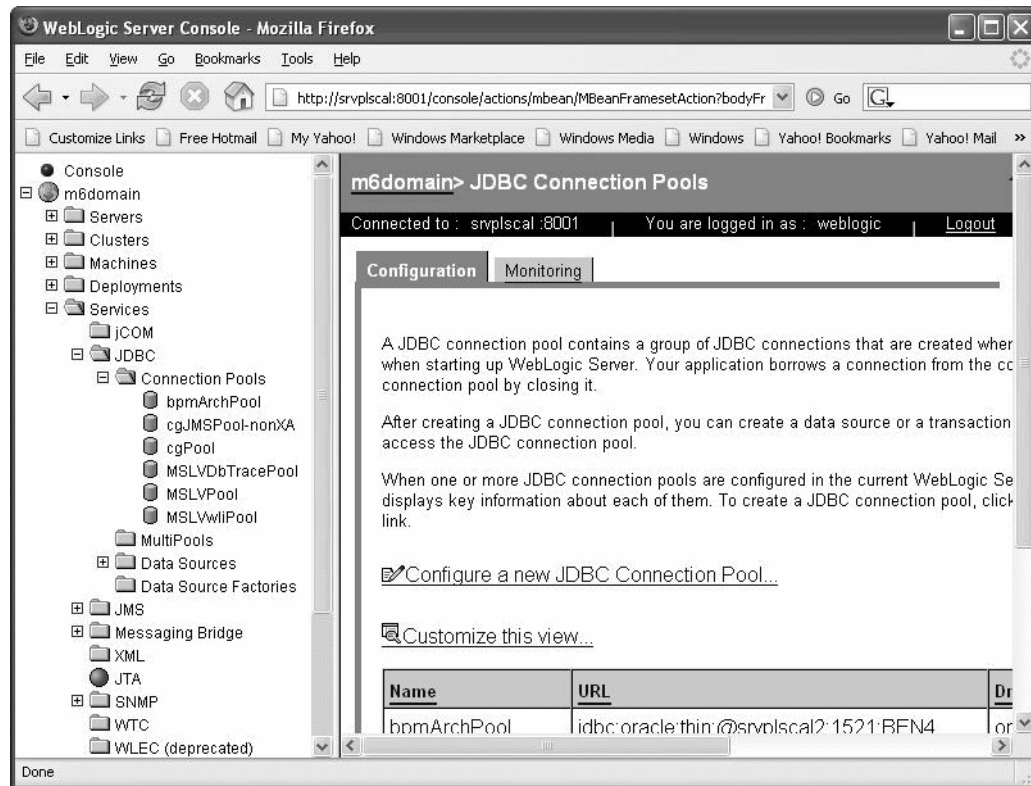 WebLogic Server Console - Mozilla Firefox
File Edit View Go Bookmarks Tools Help
http://srvplscal:8001/console/actions/mbean/MBeanFramesetAction?bodyFr Go G
Customize Links Free Hotmail My Yahoo! Windows Marketplace Windows Media Windows Yahoo! Bookmarks Yahoo! Mail »
Console
m6domain
Servers
Clusters
Machines
Deployments
Services
jCOM
JDBC
Connection Pools
bpmArchPool
cgJMSPool-nonXA
cgPool
MSLVDbTracePool
MSLVPool
MSLVwliPool
MultiPools
Data Sources
Data Source Factories
JMS
Messaging Bridge
XML
JTA
SNMP
WTC
WLEC (deprecated)
m6domain> JDBC Connection Pools
Connected to : srvplscal :8001 You are logged in as : weblogic Logout
Configuration Monitoring
A JDBC connection pool contains a group of JDBC connections that are created wher
when starting up WebLogic Server. Your application borrows a connection from the cc
connection pool by closing it.
After creating a JDBC connection pool, you can create a data source or a transaction
access the JDBC connection pool.
When one or more JDBC connection pools are configured in the current WebLogic Se
displays key information about each of them. To create a JDBC connection pool, click
link.
Configure a new JDBC Connection Pool...
Customize this view...
Name URL Dr
bpmArchPool jdbc:oracle:thin:@srvplscal2:1521:BEN4 or
Done